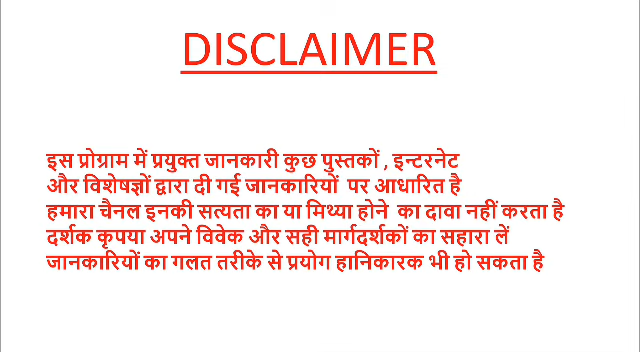 DISCLAIMER
इस प्रोग्राम में प्रयुक्त जानकारी कुछ पुस्तकों , इन्टरनेट
और विशेषज्ञों द्वारा दी गई जानकारियों पर आधारित है
हमारा चैनल इनकी सत्यता का या मिथ्या होने का दावा नहीं करता है
दर्शक कृपया अपने विवेक और सही मार्गदर्शकों का सहारा लें
जानकारियों का गलत तरीके से प्रयोग हानिकारक भी हो सकता है